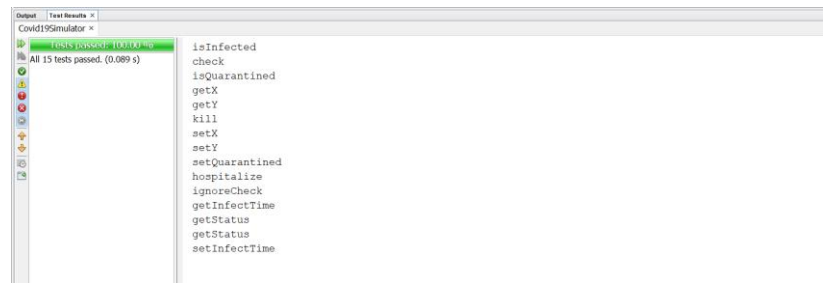 Output Test Results ×
Covid19Simulator ×
Tests passed: 100.00 %
All 15 tests passed. (0.089 s)
isInfected
check
isQuarantined
getX
getY
kill
setX
setY
setQuarantined
hospitalize
ignoreCheck
getInfectTime
getStatus
getStatus
setInfectTime